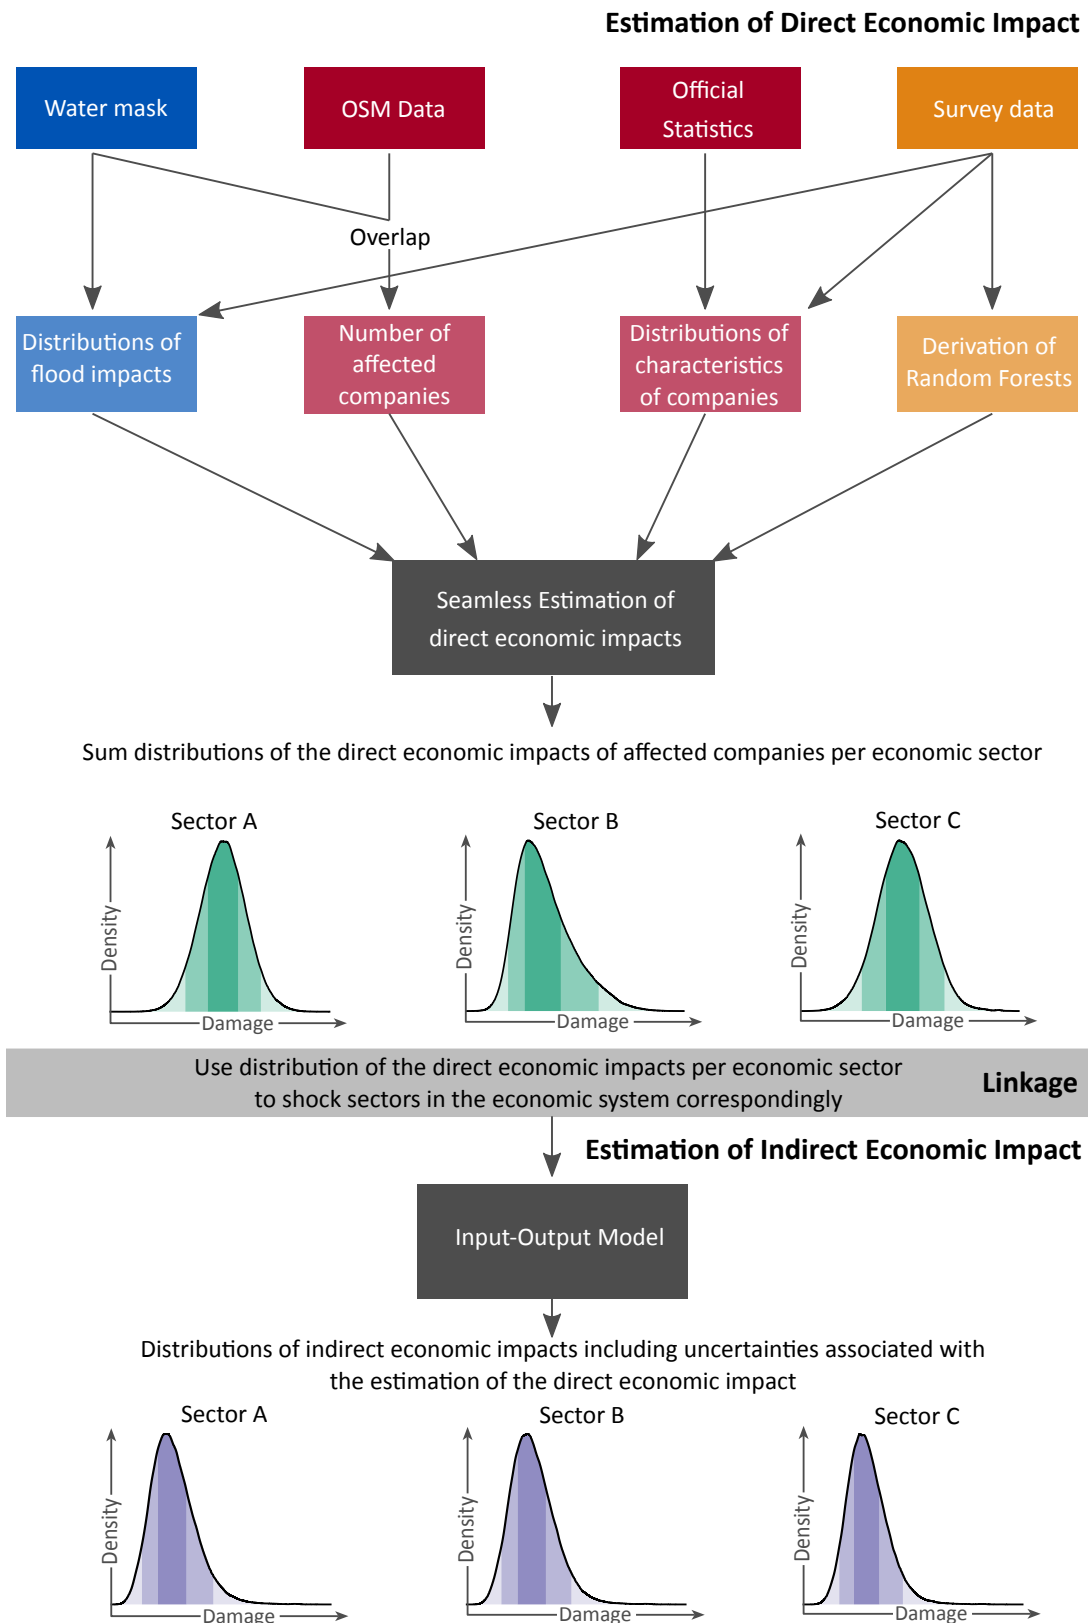 Estimation of Direct Economic Impact
Water mask
OSM Data
Official
Statistics
Survey data
Overlap
Distributions of
flood impacts
Number of
affected
companies
Distributions of
characteristics
of companies
Derivation of
Random Forests
Seamless Estimation of
direct economic impacts
Sum distributions of the direct economic impacts of affected companies per economic sector
Sector A
Density
Damage
Sector B
Density
Damage
Sector C
Density
Damage
Use distribution of the direct economic impacts per economic sector
to shock sectors in the economic system correspondingly
Linkage
Estimation of Indirect Economic Impact
Input-Output Model
Distributions of indirect economic impacts including uncertainties associated with
the estimation of the direct economic impact
Sector A
Density
Damage
Sector B
Density
Damage
Sector C
Density
Damage